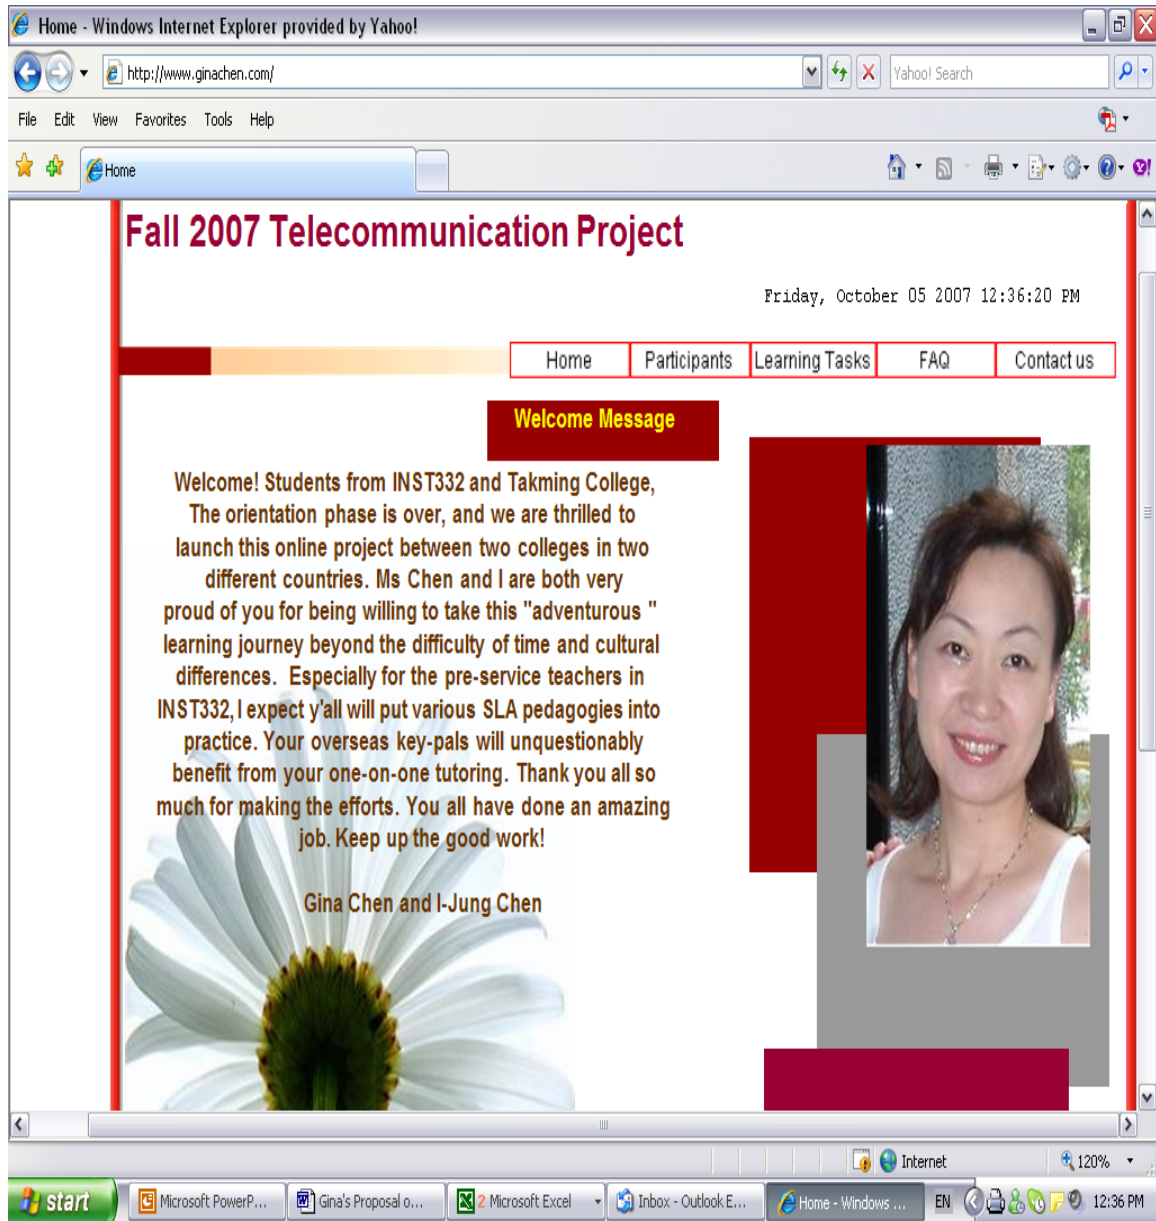 Home - Windows Internet Explorer provided by Yahoo!
http://www.ginachen.com/
Yahoo! Search
File Edit View Favorites Tools Help
Home
Fall 2007 Telecommunication Project
Friday, October 05 2007 12:36:20 PM
Home Participants Learning Tasks FAQ Contact us
Welcome Message
Welcome! Students from INST332 and Takming College,
The orientation phase is over, and we are thrilled to
launch this online project between two colleges in two
different countries. Ms Chen and I are both very
proud of you for being willing to take this "adventurous "
learning journey beyond the difficulty of time and cultural
differences. Especially for the pre-service teachers in
INST332, I expect y'all will put various SLA pedagogies into
practice. Your overseas key-pals will unquestionably
benefit from your one-on-one tutoring. Thank you all so
much for making the efforts. You all have done an amazing
job. Keep up the good work!
Gina Chen and I-Jung Chen
Internet 120%
start Microsoft PowerP... Gina's Proposal o... 2 Microsoft Excel Inbox - Outlook E... Home - Windows ... EN 12:36 PM